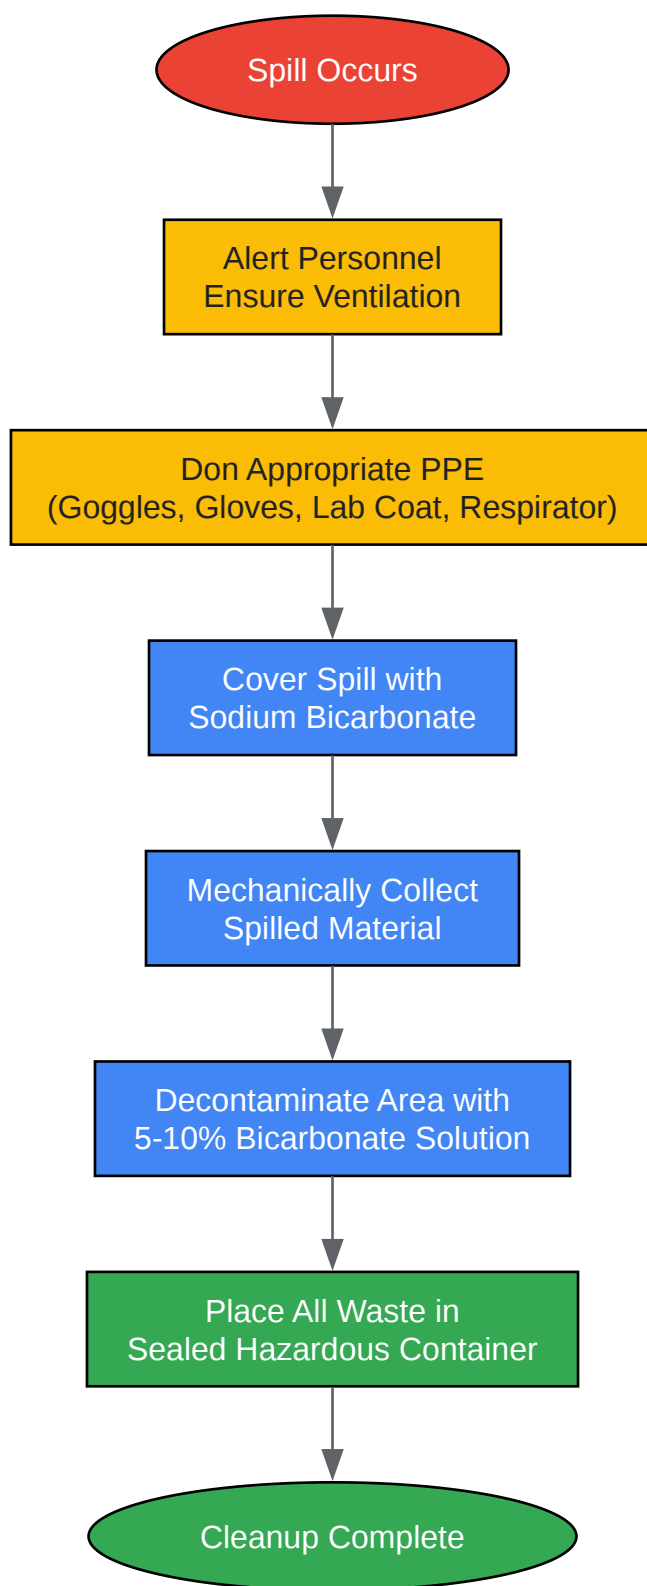 Spill Occurs
Alert Personnel
Ensure Ventilation
Don Appropriate PPE
(Goggles, Gloves, Lab Coat, Respirator)
Cover Spill with
Sodium Bicarbonate
Mechanically Collect
Spilled Material
Decontaminate Area with
5-10% Bicarbonate Solution
Place All Waste in
Sealed Hazardous Container
Cleanup Complete